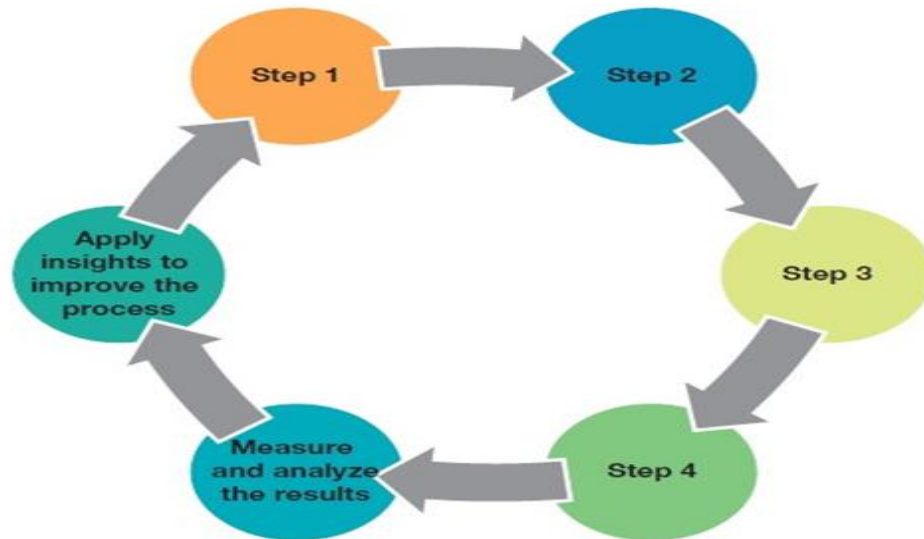 Step 1
Step 2
Step 3
Step 4
Measure
and analyze
the results
Apply
insights to
improve the
process